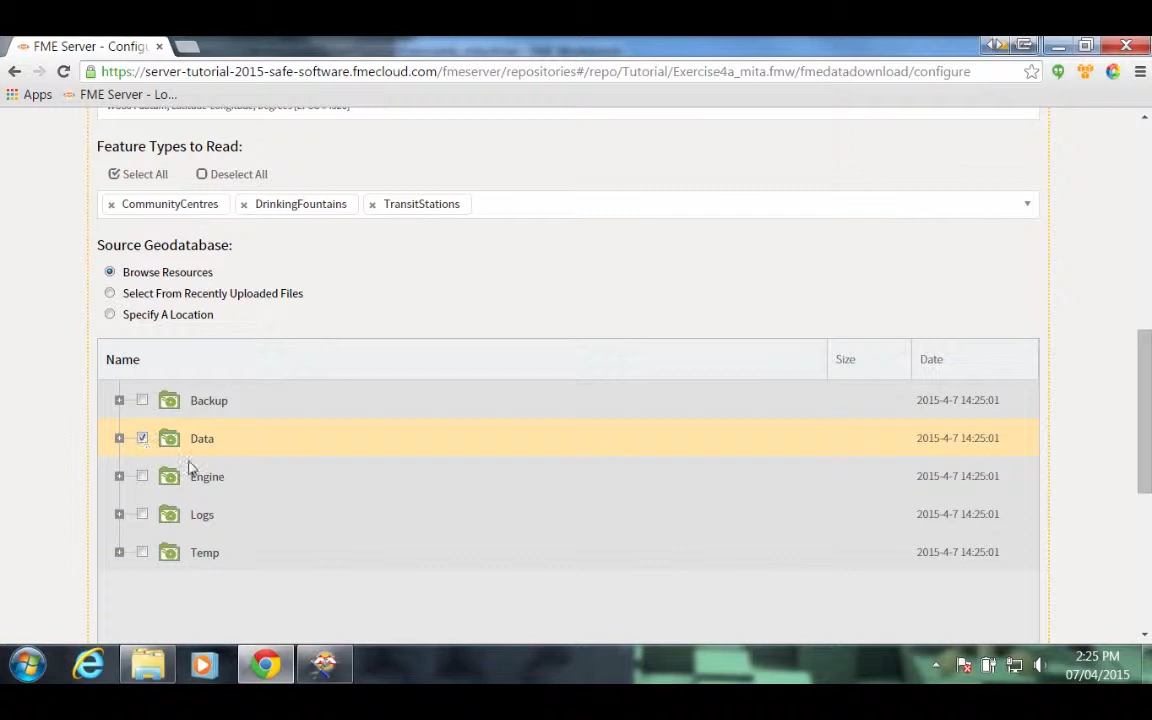 FME Server - Configu
https://server-tutorial-2015-safe-software.fmecloud.com/fmeserver/repositories#/repo/Tutorial/Exercise4a_mita.fmw/fmedatadownload/configure
Apps FME Server - Lo...
Feature Types to Read:
Select All Deselect All
CommunityCentres DrinkingFountains TransitStations
Source Geodatabase:
Browse Resources
Select From Recently Uploaded Files
Specify A Location
Name Size Date
Backup 2015-4-7 14:25:01
Data 2015-4-7 14:25:01
Engine 2015-4-7 14:25:01
Logs 2015-4-7 14:25:01
Temp 2015-4-7 14:25:01
2:25 PM
07/04/2015